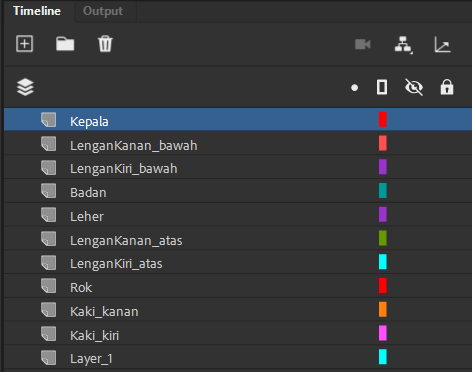 Timeline Output
Kepala
LenganKanan_bawah
LenganKiri_bawah
Badan
Leher
LenganKanan_atas
LenganKiri_atas
Rok
Kaki_kanan
Kaki_kiri
Layer_1